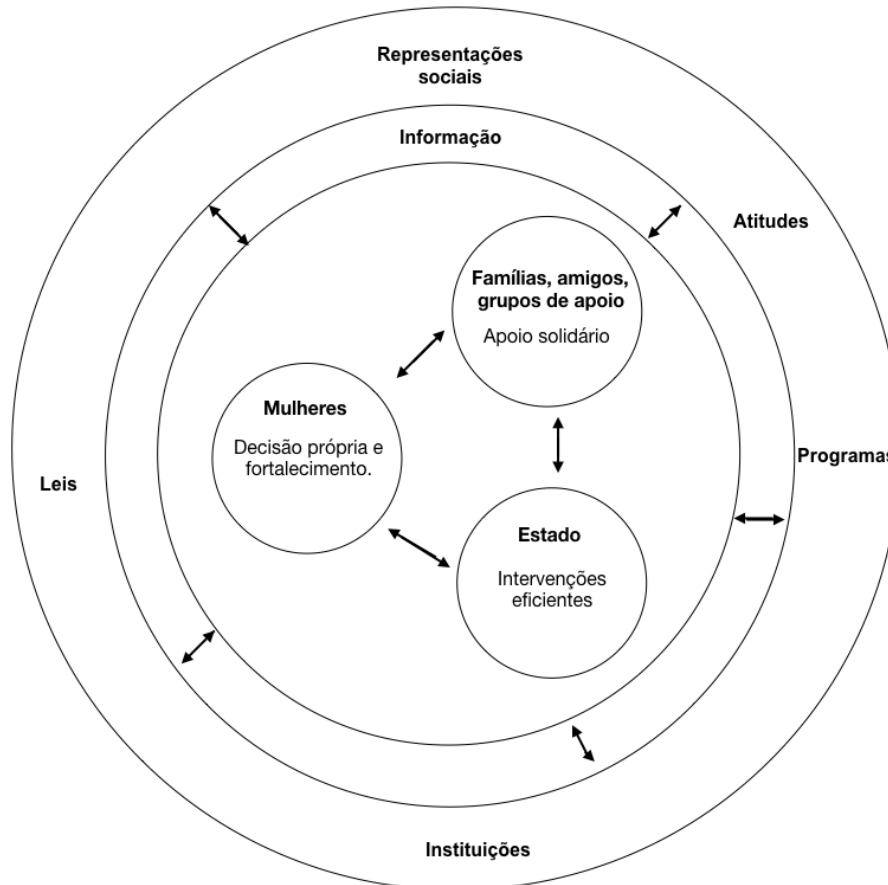 Representações
sociais
Informação
Atitudes
Famílias, amigos,
grupos de apoio
Apoio solidário
Mulheres
Decisão própria e
fortalecimento.
Leis
Programas
Estado
Intervenções
eficientes
Instituições